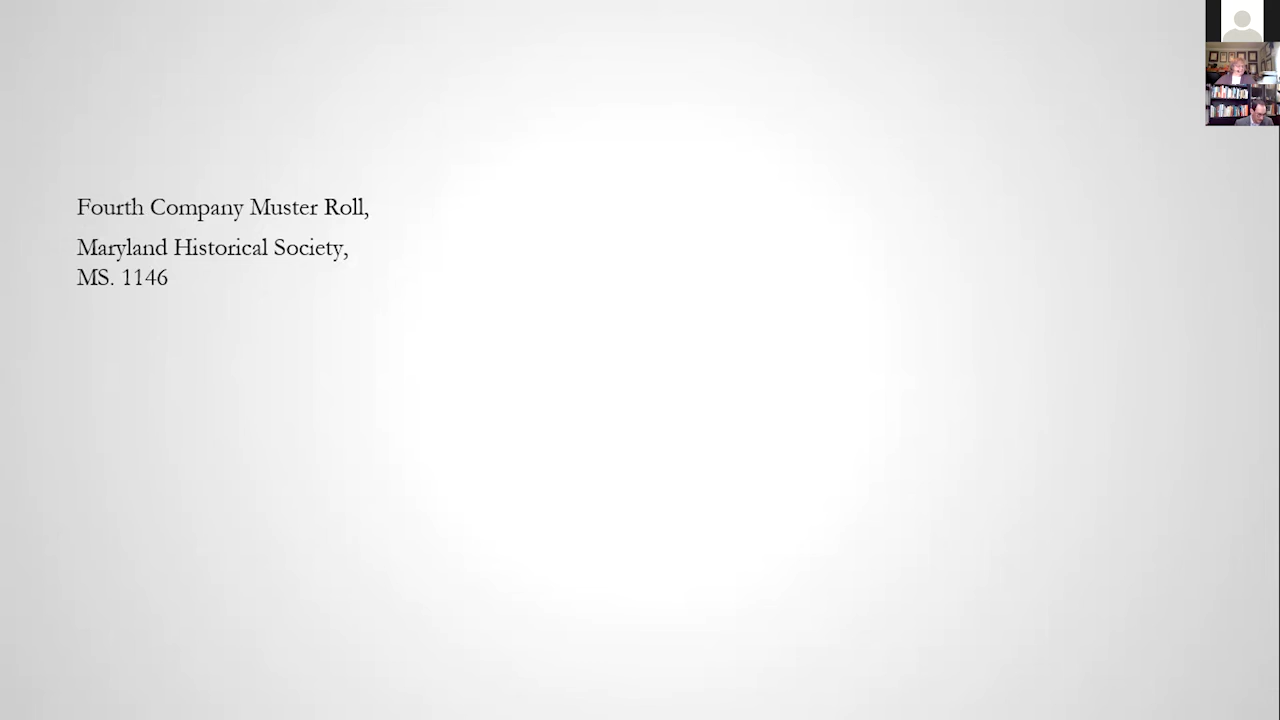 Fourth Company Muster Roll,
Maryland Historical Society,
MS. 1146